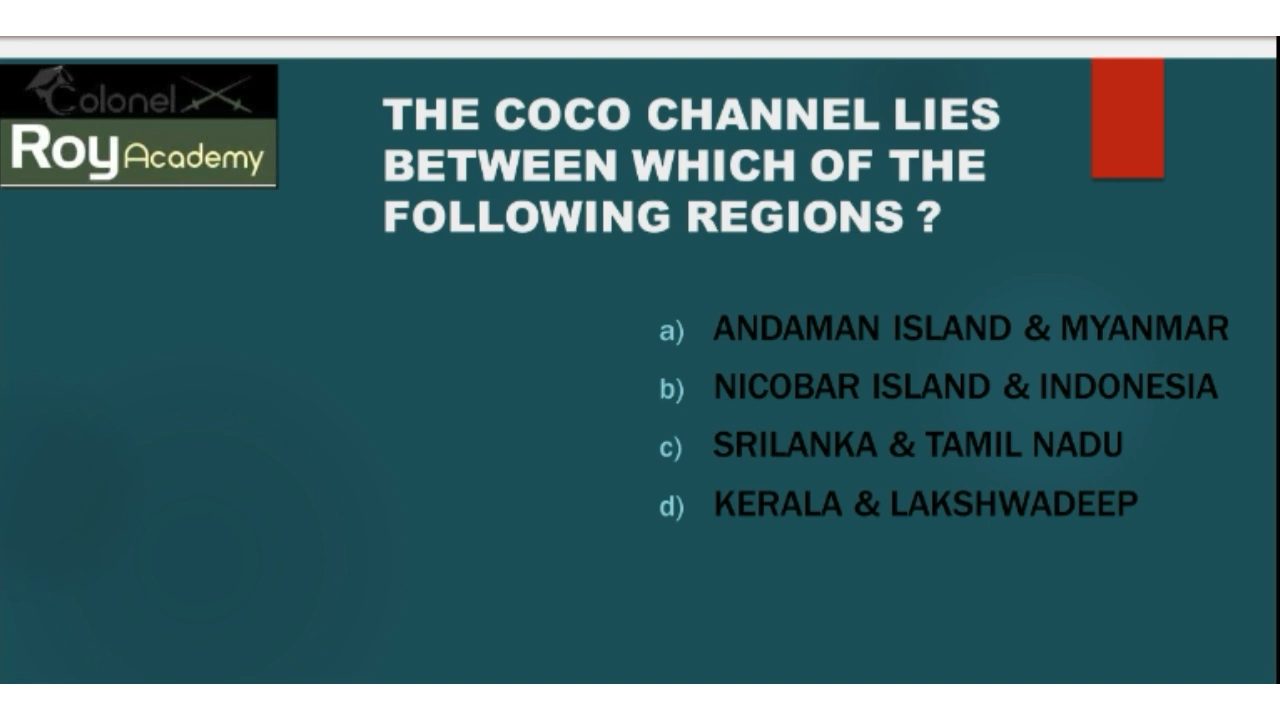 Colonel
Roy Academy
THE COCO CHANNEL LIES
BETWEEN WHICH OF THE
FOLLOWING REGIONS ?
a) ANDAMAN ISLAND & MYANMAR
b) NICOBAR ISLAND & INDONESIA
c) SRILANKA & TAMIL NADU
d) KERALA & LAKSHWADEEP